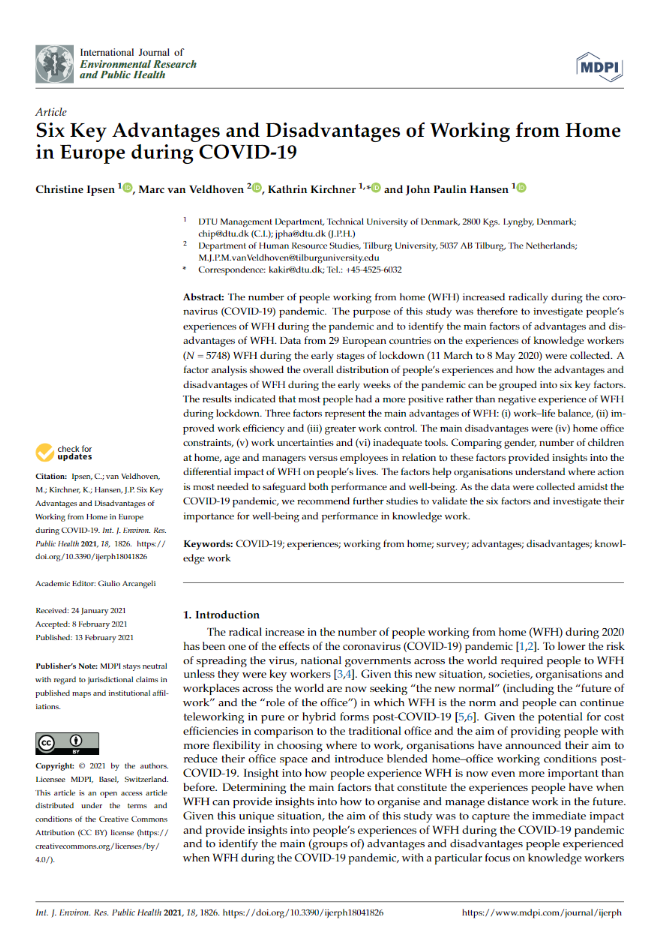 International Journal of
Environmental Research
and Public Health
MDPI
Article
Six Key Advantages and Disadvantages of Working from Home
in Europe during COVID-19
Christine Ipsen 1 iD, Marc van Veldhoven 2 iD, Kathrin Kirchner 1,* iD and John Paulin Hansen 1 iD
1 DTU Management Department, Technical University of Denmark, 2800 Kgs. Lyngby, Denmark;
chip@dtu.dk (C.I.); jpha@dtu.dk (J.P.H.)
2 Department of Human Resource Studies, Tilburg University, 5037 AB Tilburg, The Netherlands;
M.J.P.M.vanVeldhoven@tilburguniversity.edu
* Correspondence: kakir@dtu.dk; Tel.: +45-4525-6032
Abstract: The number of people working from home (WFH) increased radically during the coro-
navirus (COVID-19) pandemic. The purpose of this study was therefore to investigate people's
experiences of WFH during the pandemic and to identify the main factors of advantages and dis-
advantages of WFH. Data from 29 European countries on the experiences of knowledge workers
(N = 5748) WFH during the early stages of lockdown (11 March to 8 May 2020) were collected. A
factor analysis showed the overall distribution of people's experiences and how the advantages and
disadvantages of WFH during the early weeks of the pandemic can be grouped into six key factors.
The results indicated that most people had a more positive rather than negative experience of WFH
during lockdown. Three factors represent the main advantages of WFH: (i) work–life balance, (ii) im-
proved work efficiency and (iii) greater work control. The main disadvantages were (iv) home office
constraints, (v) work uncertainties and (vi) inadequate tools. Comparing gender, number of children
at home, age and managers versus employees in relation to these factors provided insights into the
differential impact of WFH on people's lives. The factors help organisations understand where action
is most needed to safeguard both performance and well-being. As the data were collected amidst the
COVID-19 pandemic, we recommend further studies to validate the six factors and investigate their
importance for well-being and performance in knowledge work.
Keywords: COVID-19; experiences; working from home; survey; advantages; disadvantages; knowl-
edge work
check for
updates
Citation: Ipsen, C.; van Veldhoven,
M.; Kirchner, K.; Hansen, J.P. Six Key
Advantages and Disadvantages of
Working from Home in Europe
during COVID-19. Int. J. Environ. Res.
Public Health 2021, 18, 1826. https://
doi.org/10.3390/ijerph18041826
Academic Editor: Giulio Arcangeli
Received: 24 January 2021
Accepted: 8 February 2021
Published: 13 February 2021
Publisher's Note: MDPI stays neutral
with regard to jurisdictional claims in
published maps and institutional affil-
iations.
cc BY
Copyright: © 2021 by the authors.
Licensee MDPI, Basel, Switzerland.
This article is an open access article
distributed under the terms and
conditions of the Creative Commons
Attribution (CC BY) license (https://
creativecommons.org/licenses/by/
4.0/).
1. Introduction
The radical increase in the number of people working from home (WFH) during 2020
has been one of the effects of the coronavirus (COVID-19) pandemic [1,2]. To lower the risk
of spreading the virus, national governments across the world required people to WFH
unless they were key workers [3,4]. Given this new situation, societies, organisations and
workplaces across the world are now seeking “the new normal” (including the “future of
work” and the “role of the office”) in which WFH is the norm and people can continue
teleworking in pure or hybrid forms post-COVID-19 [5,6]. Given the potential for cost
efficiencies in comparison to the traditional office and the aim of providing people with
more flexibility in choosing where to work, organisations have announced their aim to
reduce their office space and introduce blended home–office working conditions post-
COVID-19. Insight into how people experience WFH is now even more important than
before. Determining the main factors that constitute the experiences people have when
WFH can provide insights into how to organise and manage distance work in the future.
Given this unique situation, the aim of this study was to capture the immediate impact
and provide insights into people's experiences of WFH during the COVID-19 pandemic
and to identify the main (groups of) advantages and disadvantages people experienced
when WFH during the COVID-19 pandemic, with a particular focus on knowledge workers
Int. J. Environ. Res. Public Health 2021, 18, 1826. https://doi.org/10.3390/ijerph18041826
https://www.mdpi.com/journal/ijerph